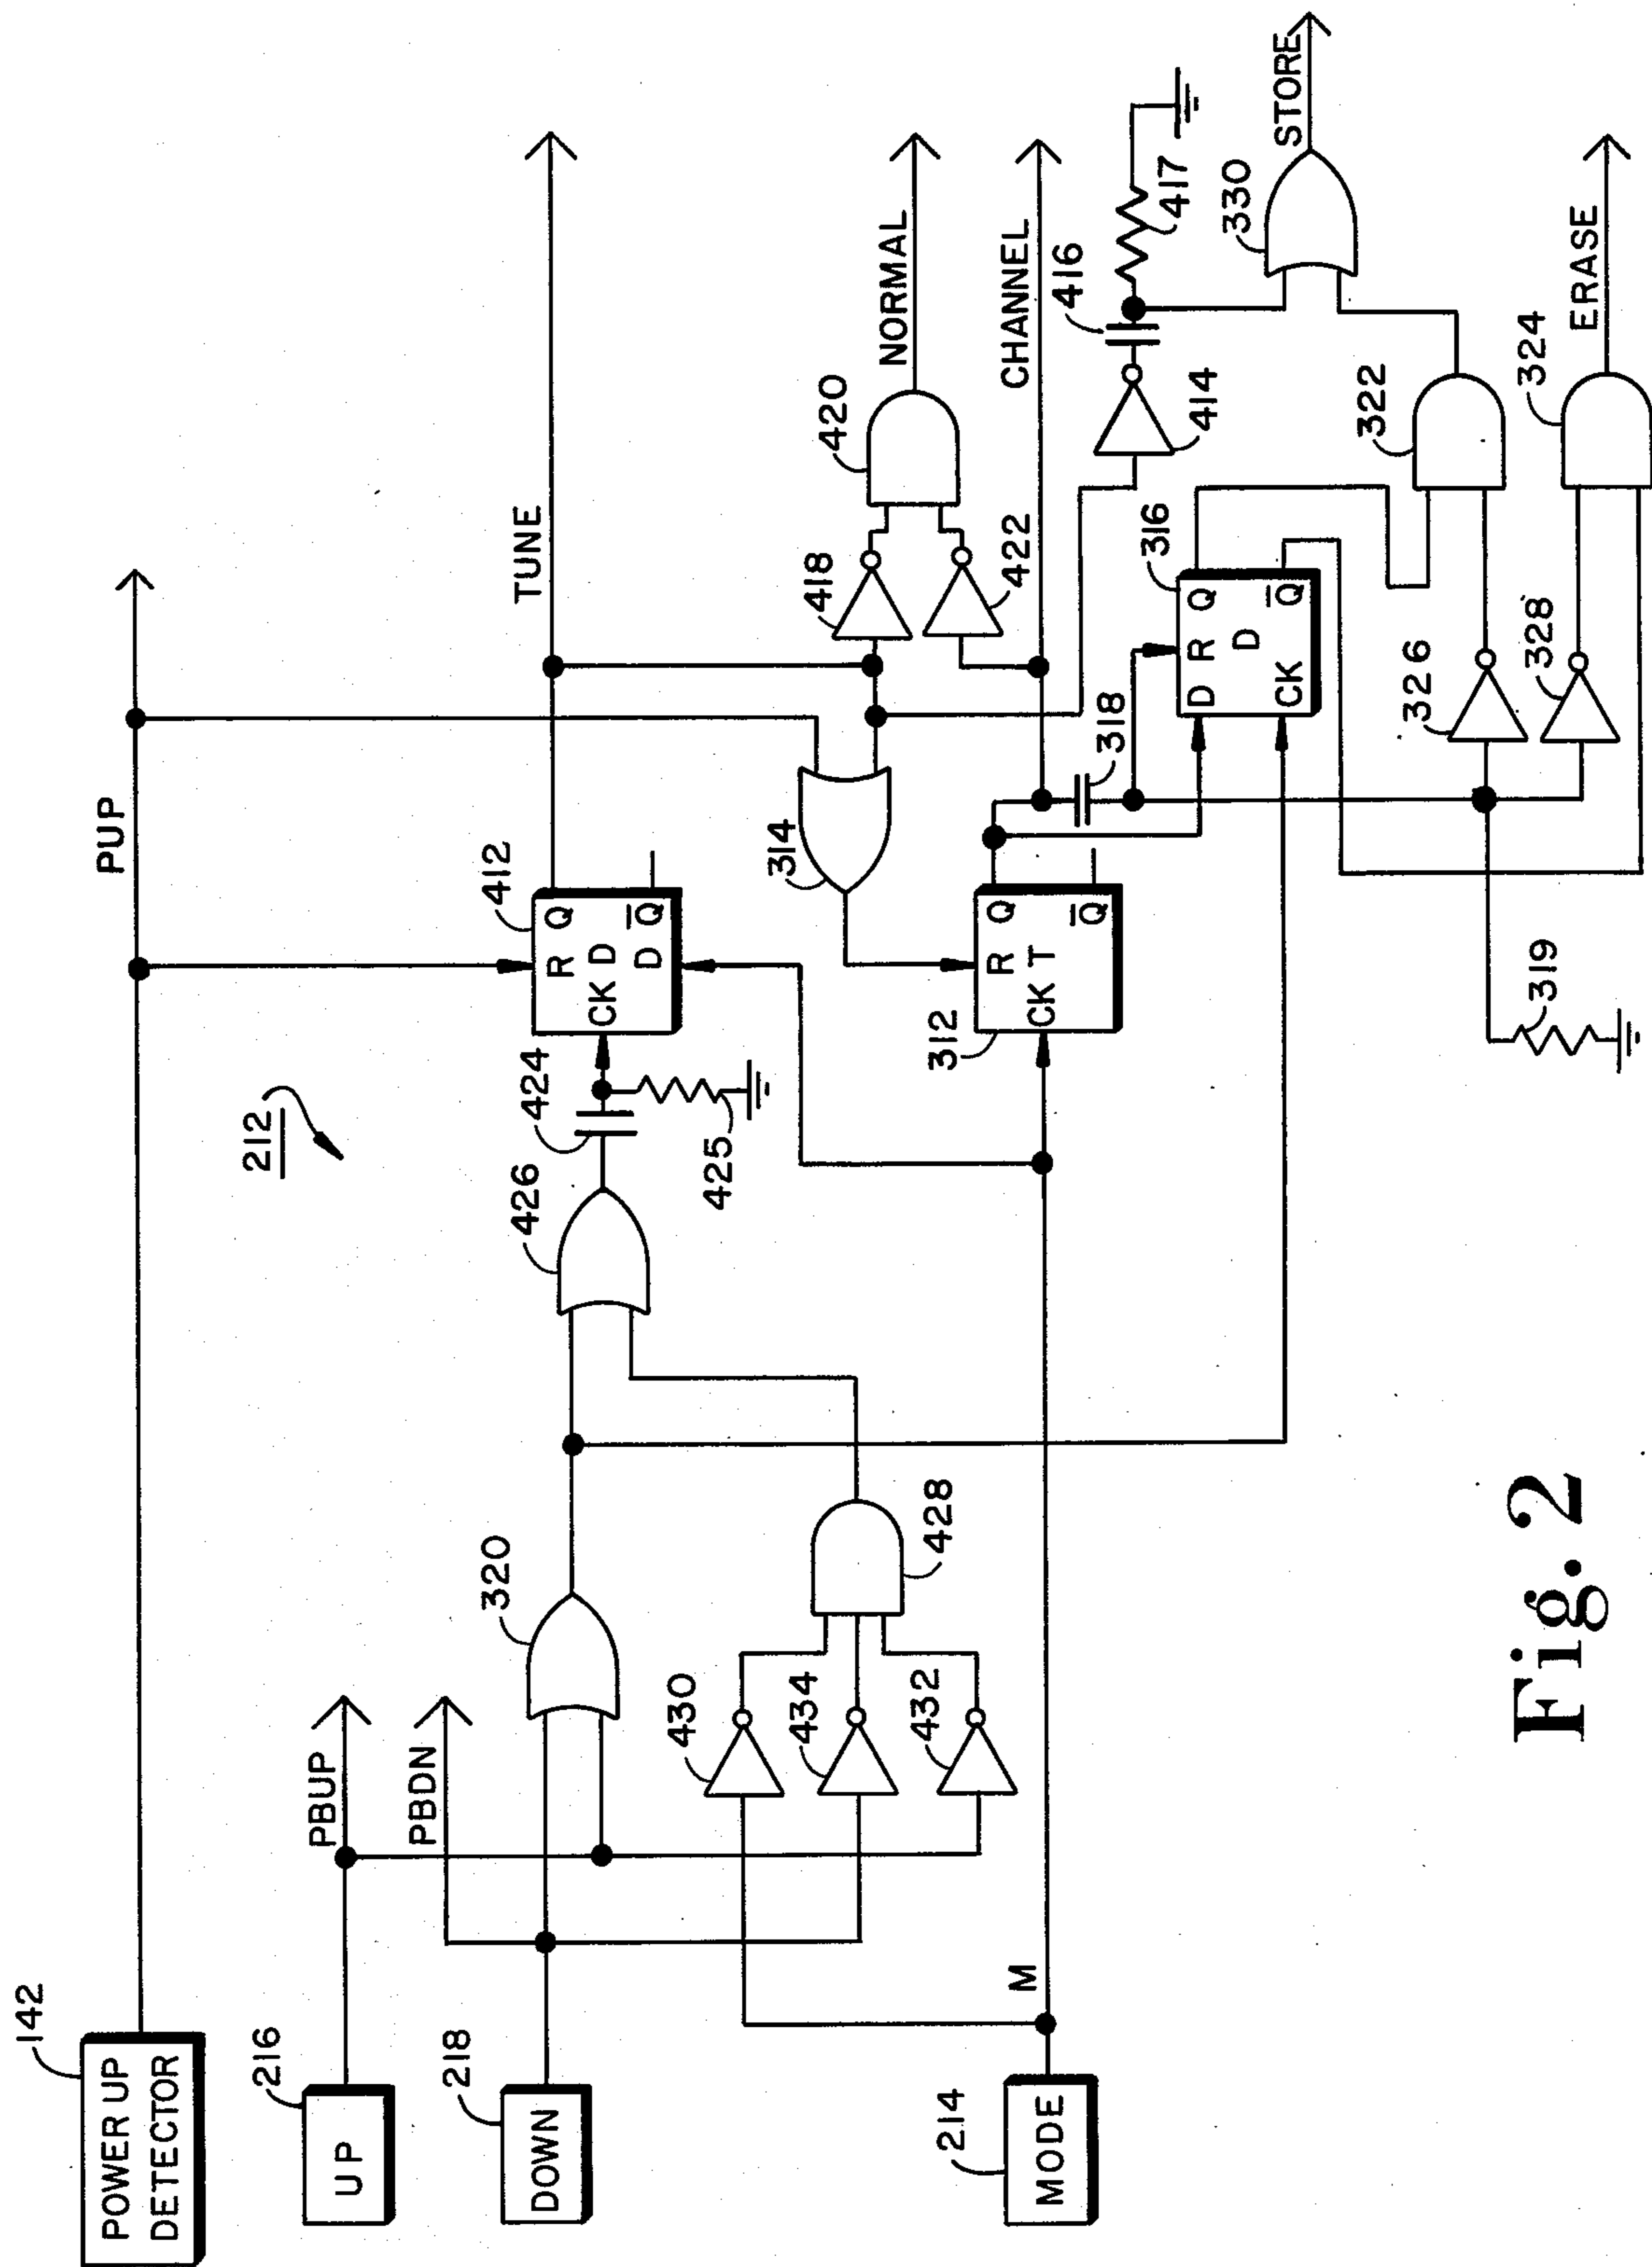 142
POWER UP
DETECTOR
PUP
216
UP
PBUP
218
DOWN
PBDN
214
MODE
M
320
430
434
432
428
426
212
424
425
412
R
Q
CK
D
Q̅
D
TUNE
314
418
420
NORMAL
422
CHANNEL
312
R
Q
CK
T
Q̅
318
316
D
R
Q
D
CK
Q̅
414
416
417
330
STORE
322
326
328
324
ERASE
319
Fig. 2